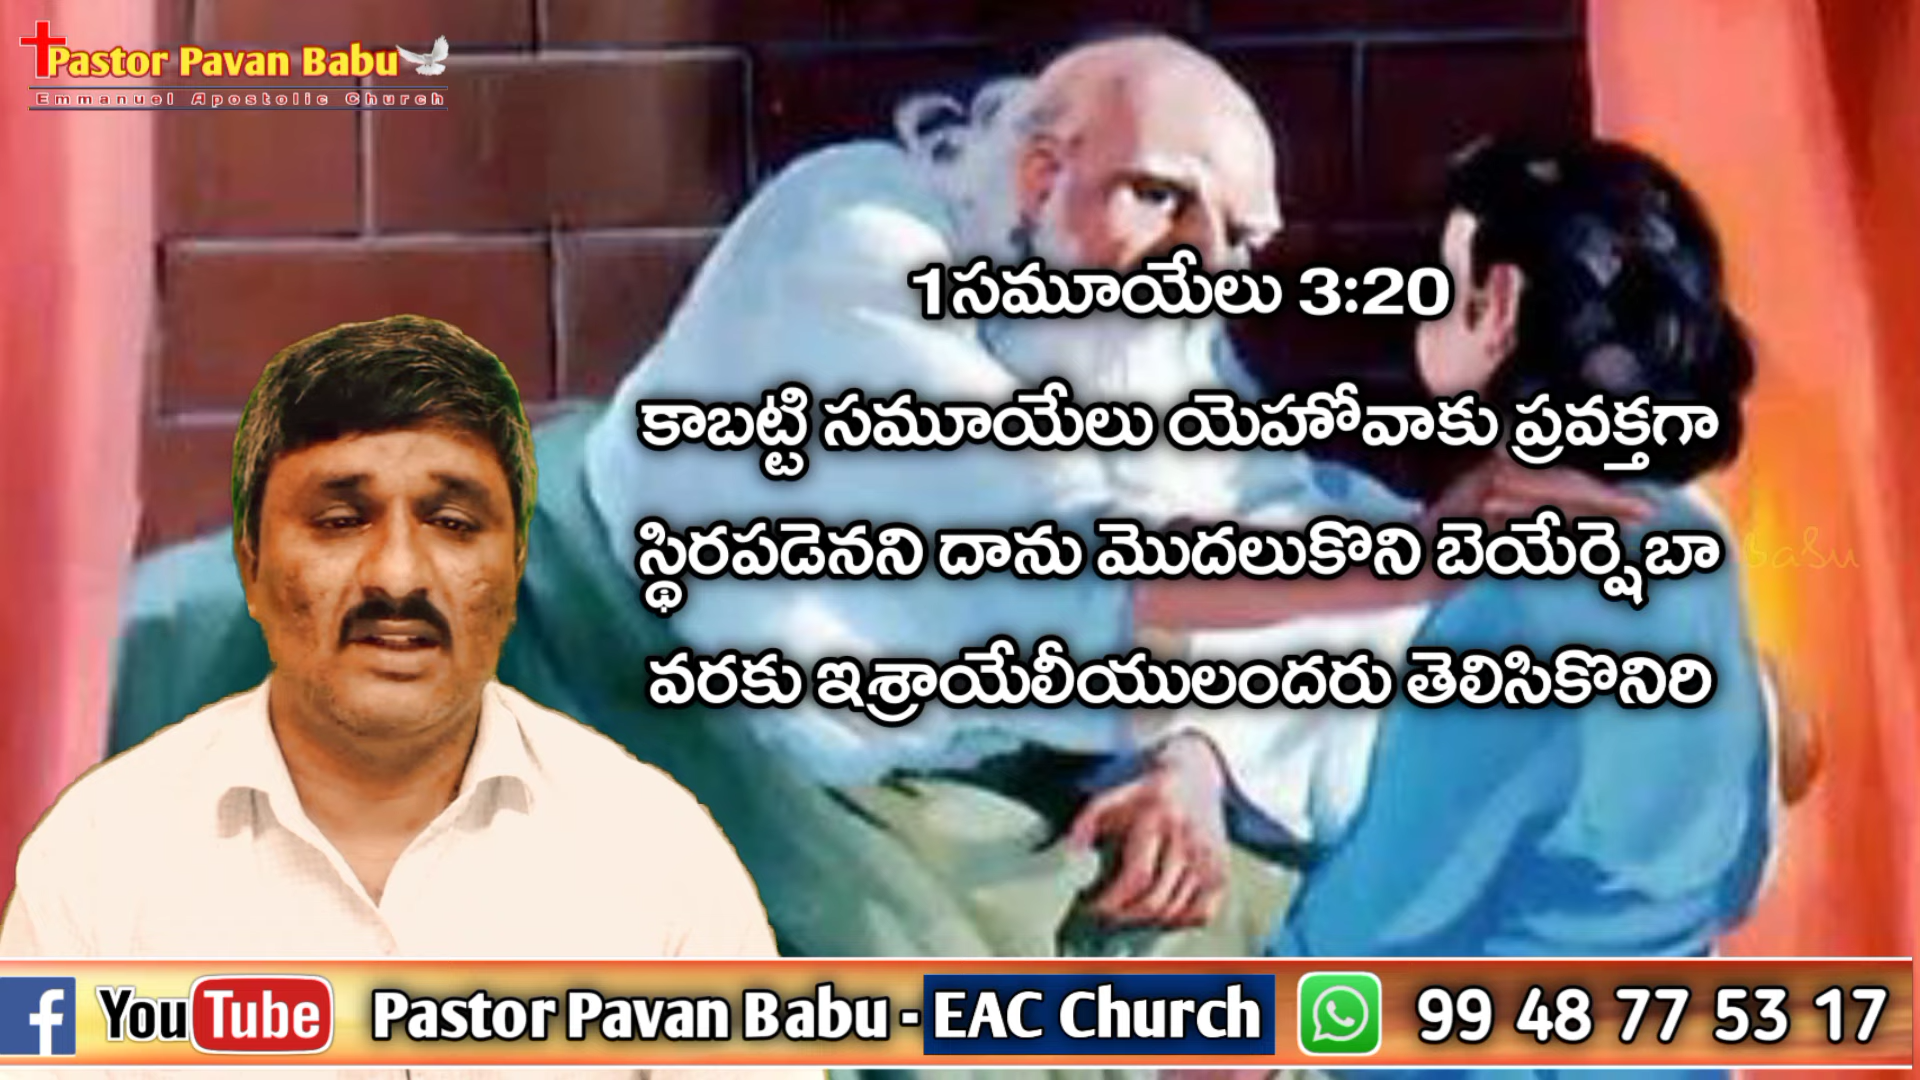 Pastor Pavan Babu
Emmanuel Apostolic Church
1సమూయేలు 3:20
కాబట్టి సమూయేలు యెహోవాకు ప్రవక్తగా
స్థిరపడెనని దాను మొదలుకొని బెయేర్షెబా
వరకు ఇశ్రాయేలీయులందరు తెలిసికొనిరి
Babu
f YouTube Pastor Pavan Babu - EAC Church 99 48 77 53 17